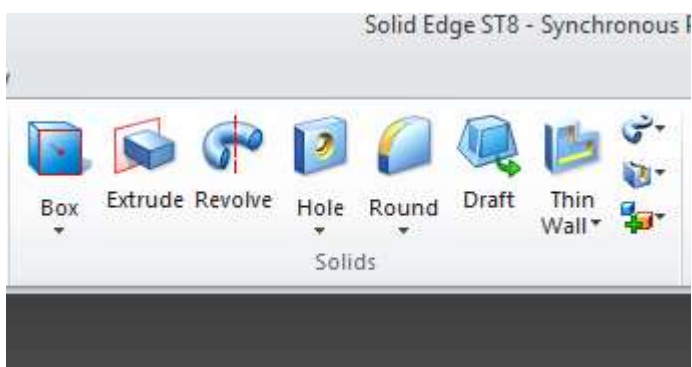 Solid Edge ST8 - Synchronous
Box
Extrude
Revolve
Hole
Round
Draft
Thin
Wall
Solids